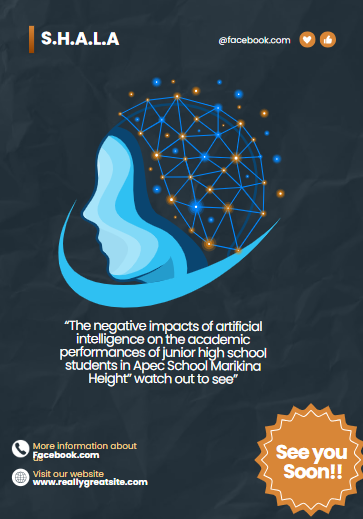 S.H.A.L.A
@facebook.com
“The negative impacts of artificial
intelligence on the academic
performances of junior high school
students in Apec School Marikina
Height” watch out to see”
More information about
us
Facebook.com
Visit our website
www.reallygreatsite.com
See you
Soon!!